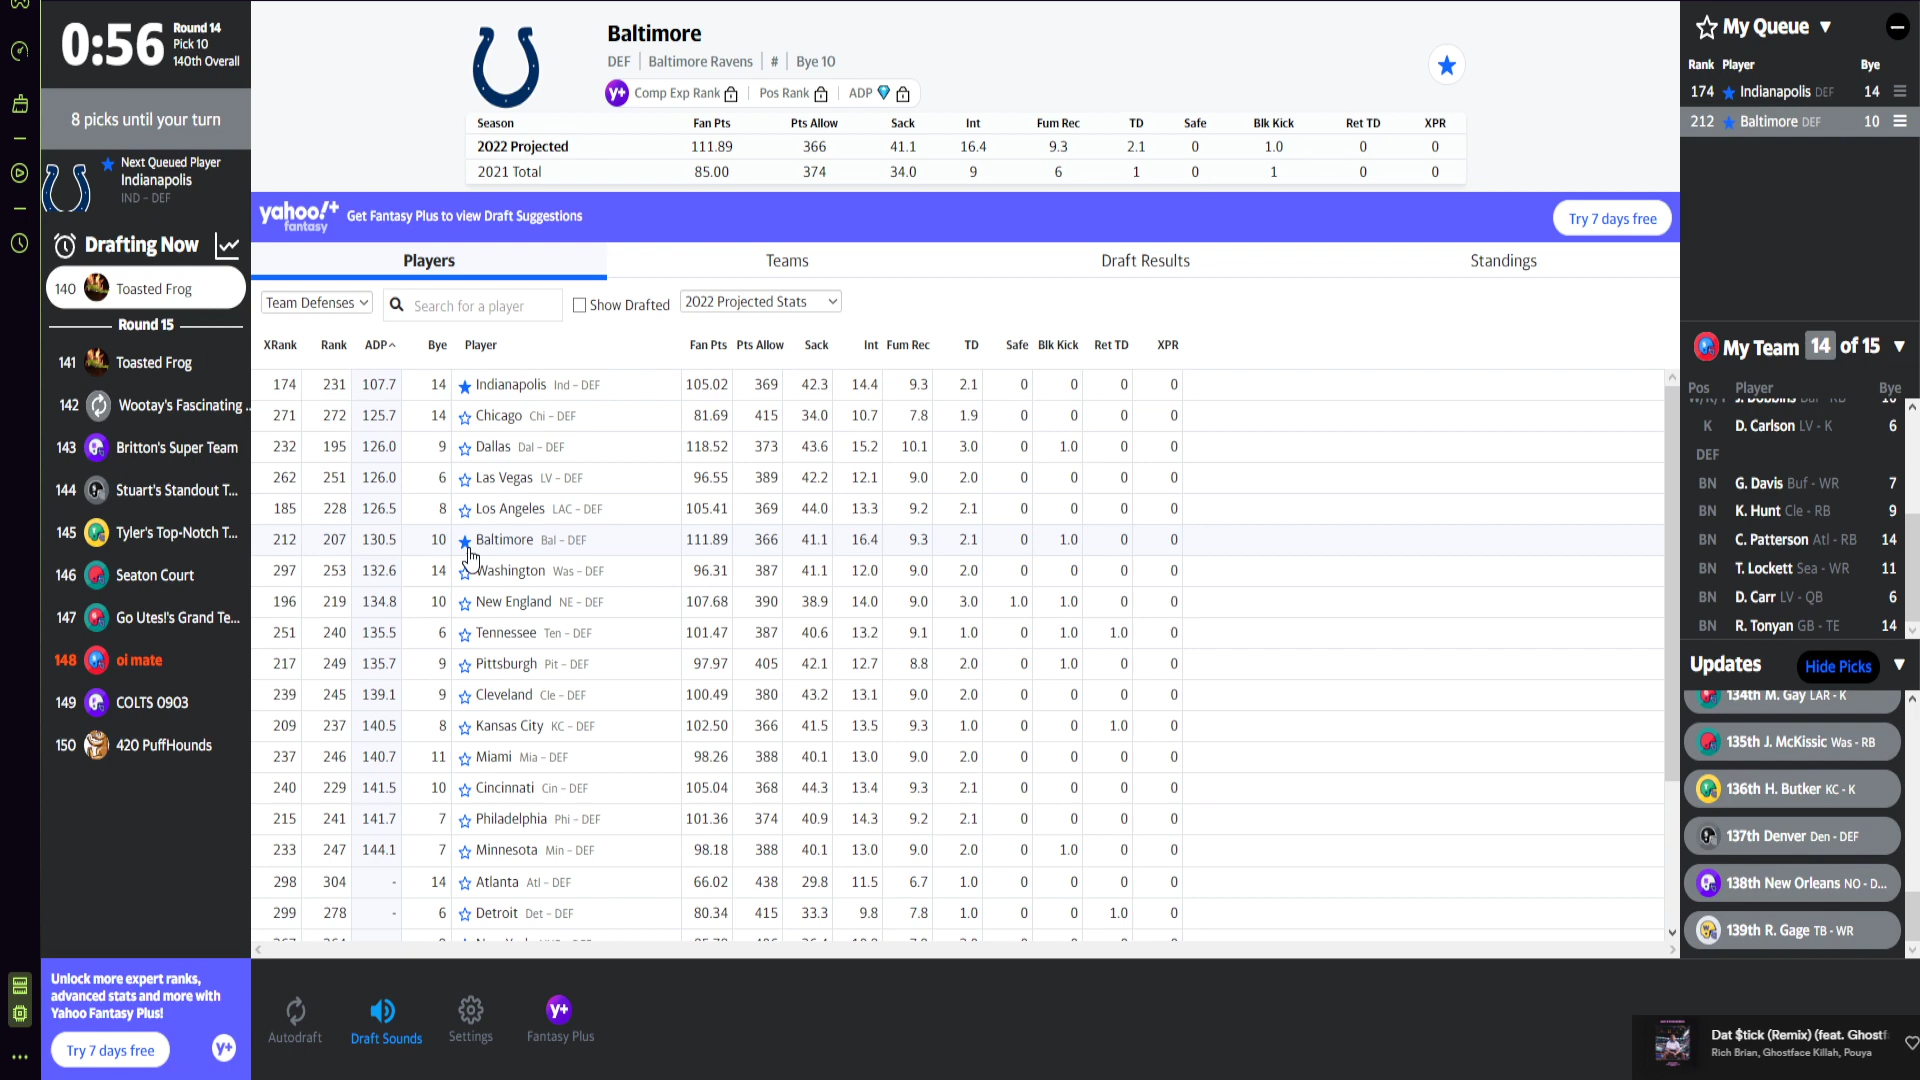 0:56
Round 14
Pick 10
140th Overall
8 picks until your turn
Next Queued Player
Indianapolis
IND - DEF
Drafting Now
140 Toasted Frog
Round 15
141 Toasted Frog
142 Wootay's Fascinating ..
143 Britton's Super Team
144 Stuart's Standout T...
145 Tyler's Top-Notch T...
146 Seaton Court
147 Go Utes!'s Grand Te...
148 oi mate
149 COLTS 0903
150 420 PuffHounds
Unlock more expert ranks,
advanced stats and more with
Yahoo Fantasy Plus!
Try 7 days free
y+
Baltimore
DEF Baltimore Ravens # Bye 10
y+ Comp Exp Rank Pos Rank ADP
Season Fan Pts Pts Allow Sack Int Fum Rec TD Safe Blk Kick Ret TD XPR
2022 Projected 111.89 366 41.1 16.4 9.3 2.1 0 1.0 0 0
2021 Total 85.00 374 34.0 9 6 1 0 1 0 0
yahoo!+ fantasy Get Fantasy Plus to view Draft Suggestions
Try 7 days free
Players Teams Draft Results Standings
Team Defenses Search for a player Show Drafted 2022 Projected Stats
XRank Rank ADP Bye Player Fan Pts Pts Allow Sack Int Fum Rec TD Safe Blk Kick Ret TD XPR
174 231 107.7 14 Indianapolis Ind - DEF 105.02 369 42.3 14.4 9.3 2.1 0 0 0 0
271 272 125.7 14 Chicago Chi - DEF 81.69 415 34.0 10.7 7.8 1.9 0 0 0 0
232 195 126.0 9 Dallas Dal - DEF 118.52 373 43.6 15.2 10.1 3.0 0 1.0 0 0
262 251 126.0 6 Las Vegas LV - DEF 96.55 389 42.2 12.1 9.0 2.0 0 0 0 0
185 228 126.5 8 Los Angeles LAC - DEF 105.41 369 44.0 13.3 9.2 2.1 0 0 0 0
212 207 130.5 10 Baltimore Bal - DEF 111.89 366 41.1 16.4 9.3 2.1 0 1.0 0 0
297 253 132.6 14 Washington Was - DEF 96.31 387 41.1 12.0 9.0 2.0 0 0 0 0
196 219 134.8 10 New England NE - DEF 107.68 390 38.9 14.0 9.0 3.0 1.0 1.0 0 0
251 240 135.5 6 Tennessee Ten - DEF 101.47 387 40.6 13.2 9.1 1.0 0 1.0 1.0 0
217 249 135.7 9 Pittsburgh Pit - DEF 97.97 405 42.1 12.7 8.8 2.0 0 1.0 0 0
239 245 139.1 9 Cleveland Cle - DEF 100.49 380 43.2 13.1 9.0 2.0 0 0 0 0
209 237 140.5 8 Kansas City KC - DEF 102.50 366 41.5 13.5 9.3 1.0 0 0 1.0 0
237 246 140.7 11 Miami Mia - DEF 98.26 388 40.1 13.0 9.0 2.0 0 0 0 0
240 229 141.5 10 Cincinnati Cin - DEF 105.04 368 44.3 13.4 9.3 2.1 0 0 0 0
215 241 141.7 7 Philadelphia Phi - DEF 101.36 374 40.9 14.3 9.2 2.1 0 0 0 0
233 247 144.1 7 Minnesota Min - DEF 98.18 388 40.1 13.0 9.0 2.0 0 1.0 0 0
298 304 - 14 Atlanta Atl - DEF 66.02 438 29.8 11.5 6.7 1.0 0 0 0 0
299 278 - 6 Detroit Det - DEF 80.34 415 33.3 9.8 7.8 1.0 0 0 1.0 0
Autodraft Draft Sounds Settings Fantasy Plus
My Queue
Rank Player Bye
174 Indianapolis DEF 14
212 Baltimore DEF 10
My Team 14 of 15
Pos Player Bye
J. Dobbins Bal - RB 10
K D. Carlson LV - K 6
DEF
BN G. Davis Buf - WR 7
BN K. Hunt Cle - RB 9
BN C. Patterson Atl - RB 14
BN T. Lockett Sea - WR 11
BN D. Carr LV - QB 6
BN R. Tonyan GB - TE 14
Updates Hide Picks
134th M. Gay LAR - K
135th J. McKissic Was - RB
136th H. Butker KC - K
137th Denver Den - DEF
138th New Orleans NO - D...
139th R. Gage TB - WR
Dat $tick (Remix) (feat. Ghostf
Rich Brian, Ghostface Killah, Pouya